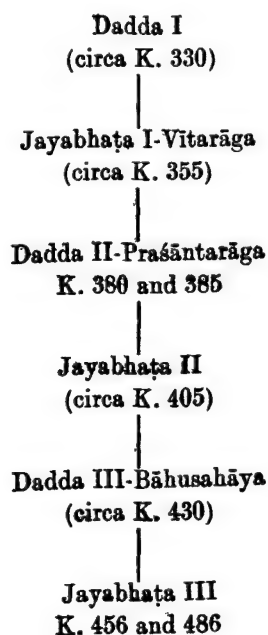 Dadda I
(circa K. 330)
Jayabhaṭa I-Vītarāga
(circa K. 355)
Dadda II-Praśāntarāga
K. 380 and 385
Jayabhaṭa II
(circa K. 405)
Dadda III-Bāhusahāya
(circa K. 430)
Jayabhaṭa III
K. 456 and 486